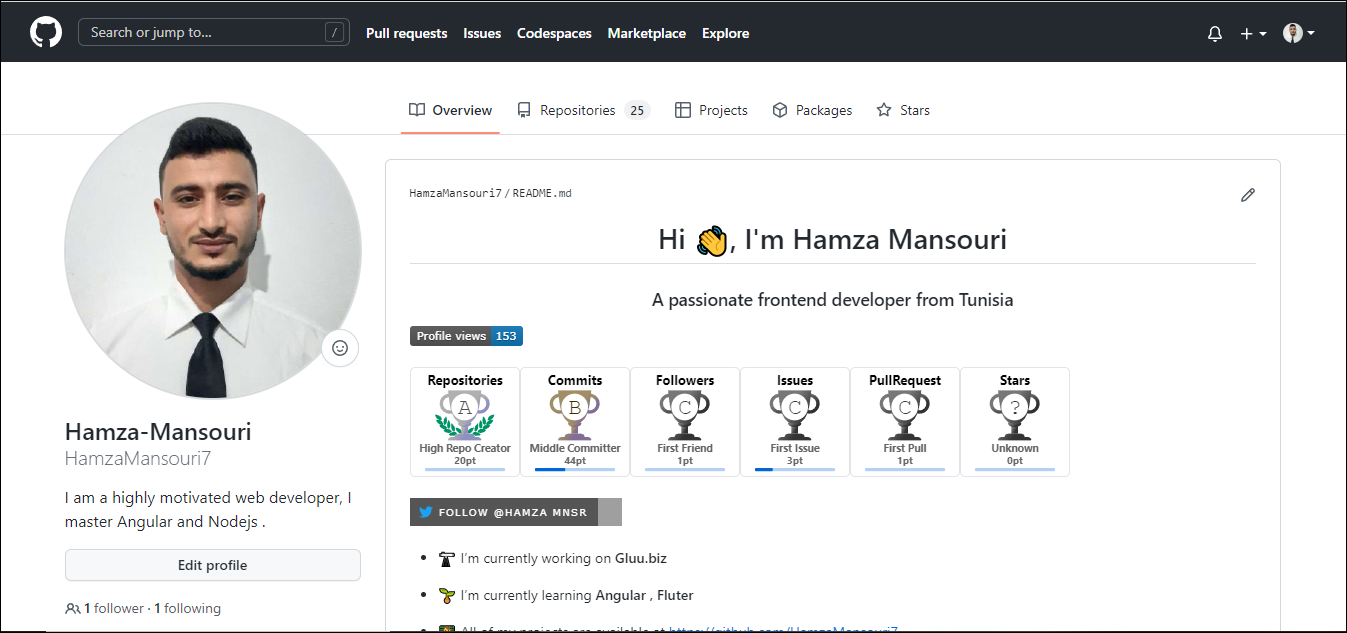 Search or jump to... /
Pull requests Issues Codespaces Marketplace Explore
Overview Repositories 25 Projects Packages Stars
HamzaMansouri7 / README.md
Hi 👋, I'm Hamza Mansouri
A passionate frontend developer from Tunisia
Profile views 153
Repositories Commits Followers Issues PullRequest Stars
A B C C C ?
High Repo Creator Middle Committer First Friend First Issue First Pull Unknown
20pt 44pt 1pt 3pt 1pt 0pt
Hamza-Mansouri
HamzaMansouri7
I am a highly motivated web developer, I
master Angular and Nodejs .
Edit profile
1 follower · 1 following
FOLLOW @HAMZA MNSR
I'm currently working on Gluu.biz
I'm currently learning Angular , Fluter
All of my projects are available at https://github.com/HamzaMansouri7